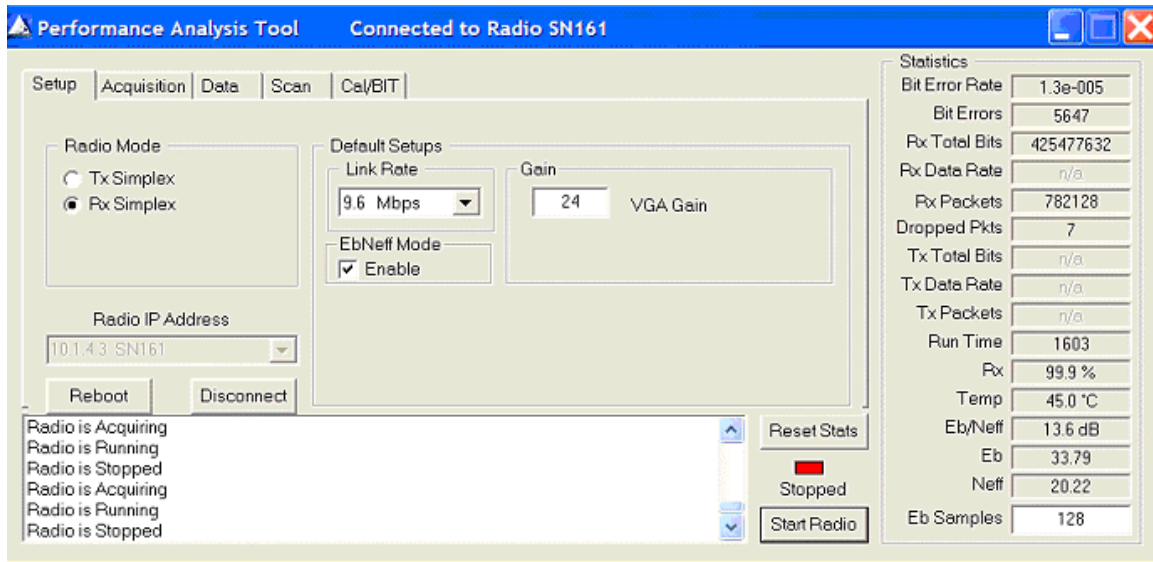 Performance Analysis Tool Connected to Radio SN161
Setup Acquisition Data Scan Cal/BIT
Radio Mode
Tx Simplex
Rx Simplex
Radio IP Address
10.1.4.3 SN161
Reboot Disconnect
Default Setups
Link Rate
9.6 Mbps
EbNeff Mode
Enable
Gain
24 VGA Gain
Radio is Acquiring
Radio is Running
Radio is Stopped
Radio is Acquiring
Radio is Running
Radio is Stopped
Reset Stats
Stopped
Start Radio
Statistics
Bit Error Rate 1.3e-005
Bit Errors 5647
Rx Total Bits 425477632
Rx Data Rate n/a
Rx Packets 782128
Dropped Pkts 7
Tx Total Bits n/a
Tx Data Rate n/a
Tx Packets n/a
Run Time 1603
Rx 99.9 %
Temp 45.0 °C
Eb/Neff 13.6 dB
Eb 33.79
Neff 20.22
Eb Samples 128